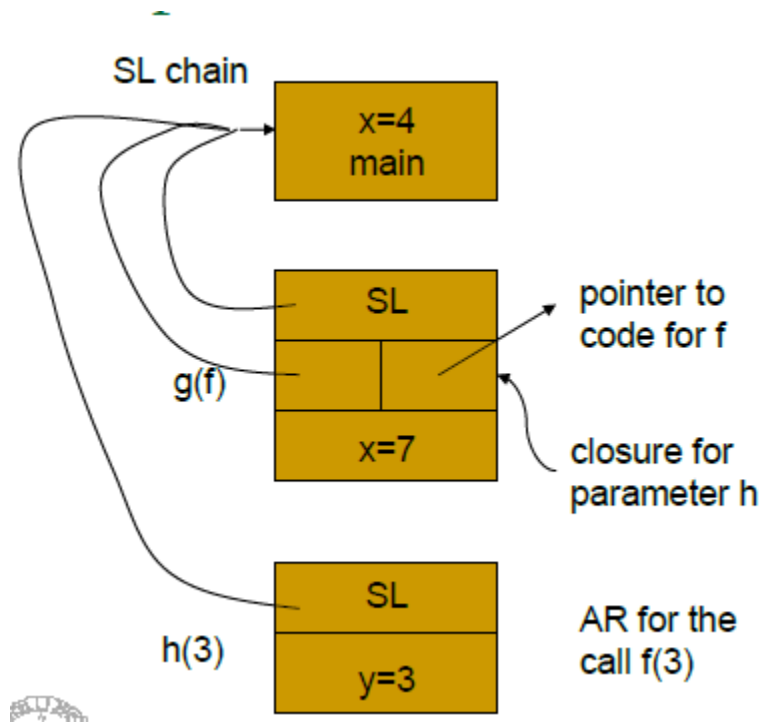 SL chain
x=4
main
SL
pointer to
code for f
g(f)
x=7
closure for
parameter h
SL
h(3)
y=3
AR for the
call f(3)